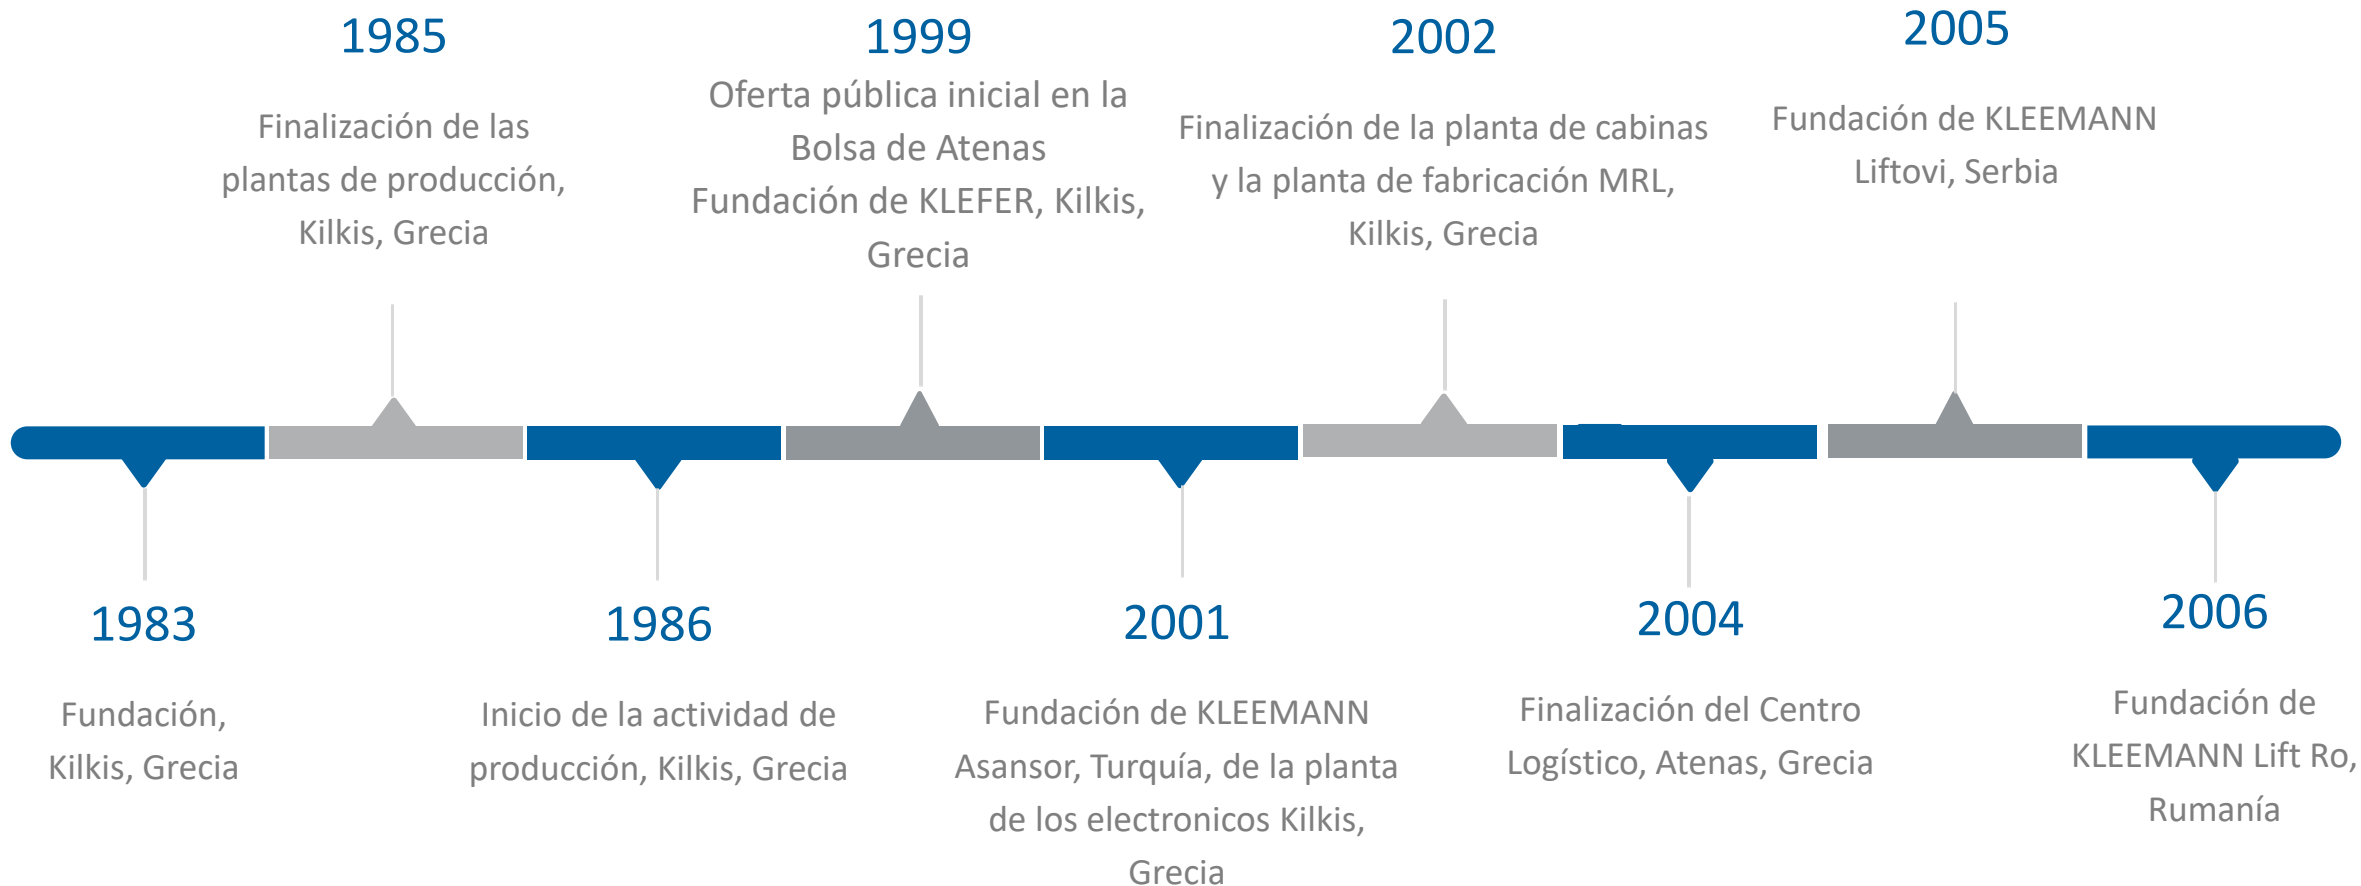 1985
Finalización de las
plantas de producción,
Kilkis, Grecia
1999
Oferta pública inicial en la
Bolsa de Atenas
Fundación de KLEFER, Kilkis,
Grecia
2002
Finalización de la planta de cabinas
y la planta de fabricación MRL,
Kilkis, Grecia
2005
Fundación de KLEEMANN
Liftovi, Serbia
1983
Fundación,
Kilkis, Grecia
1986
Inicio de la actividad de
producción, Kilkis, Grecia
2001
Fundación de KLEEMANN
Asansor, Turquía, de la planta
de los electronicos Kilkis,
Grecia
2004
Finalización del Centro
Logístico, Atenas, Grecia
2006
Fundación de
KLEEMANN Lift Ro,
Rumanía